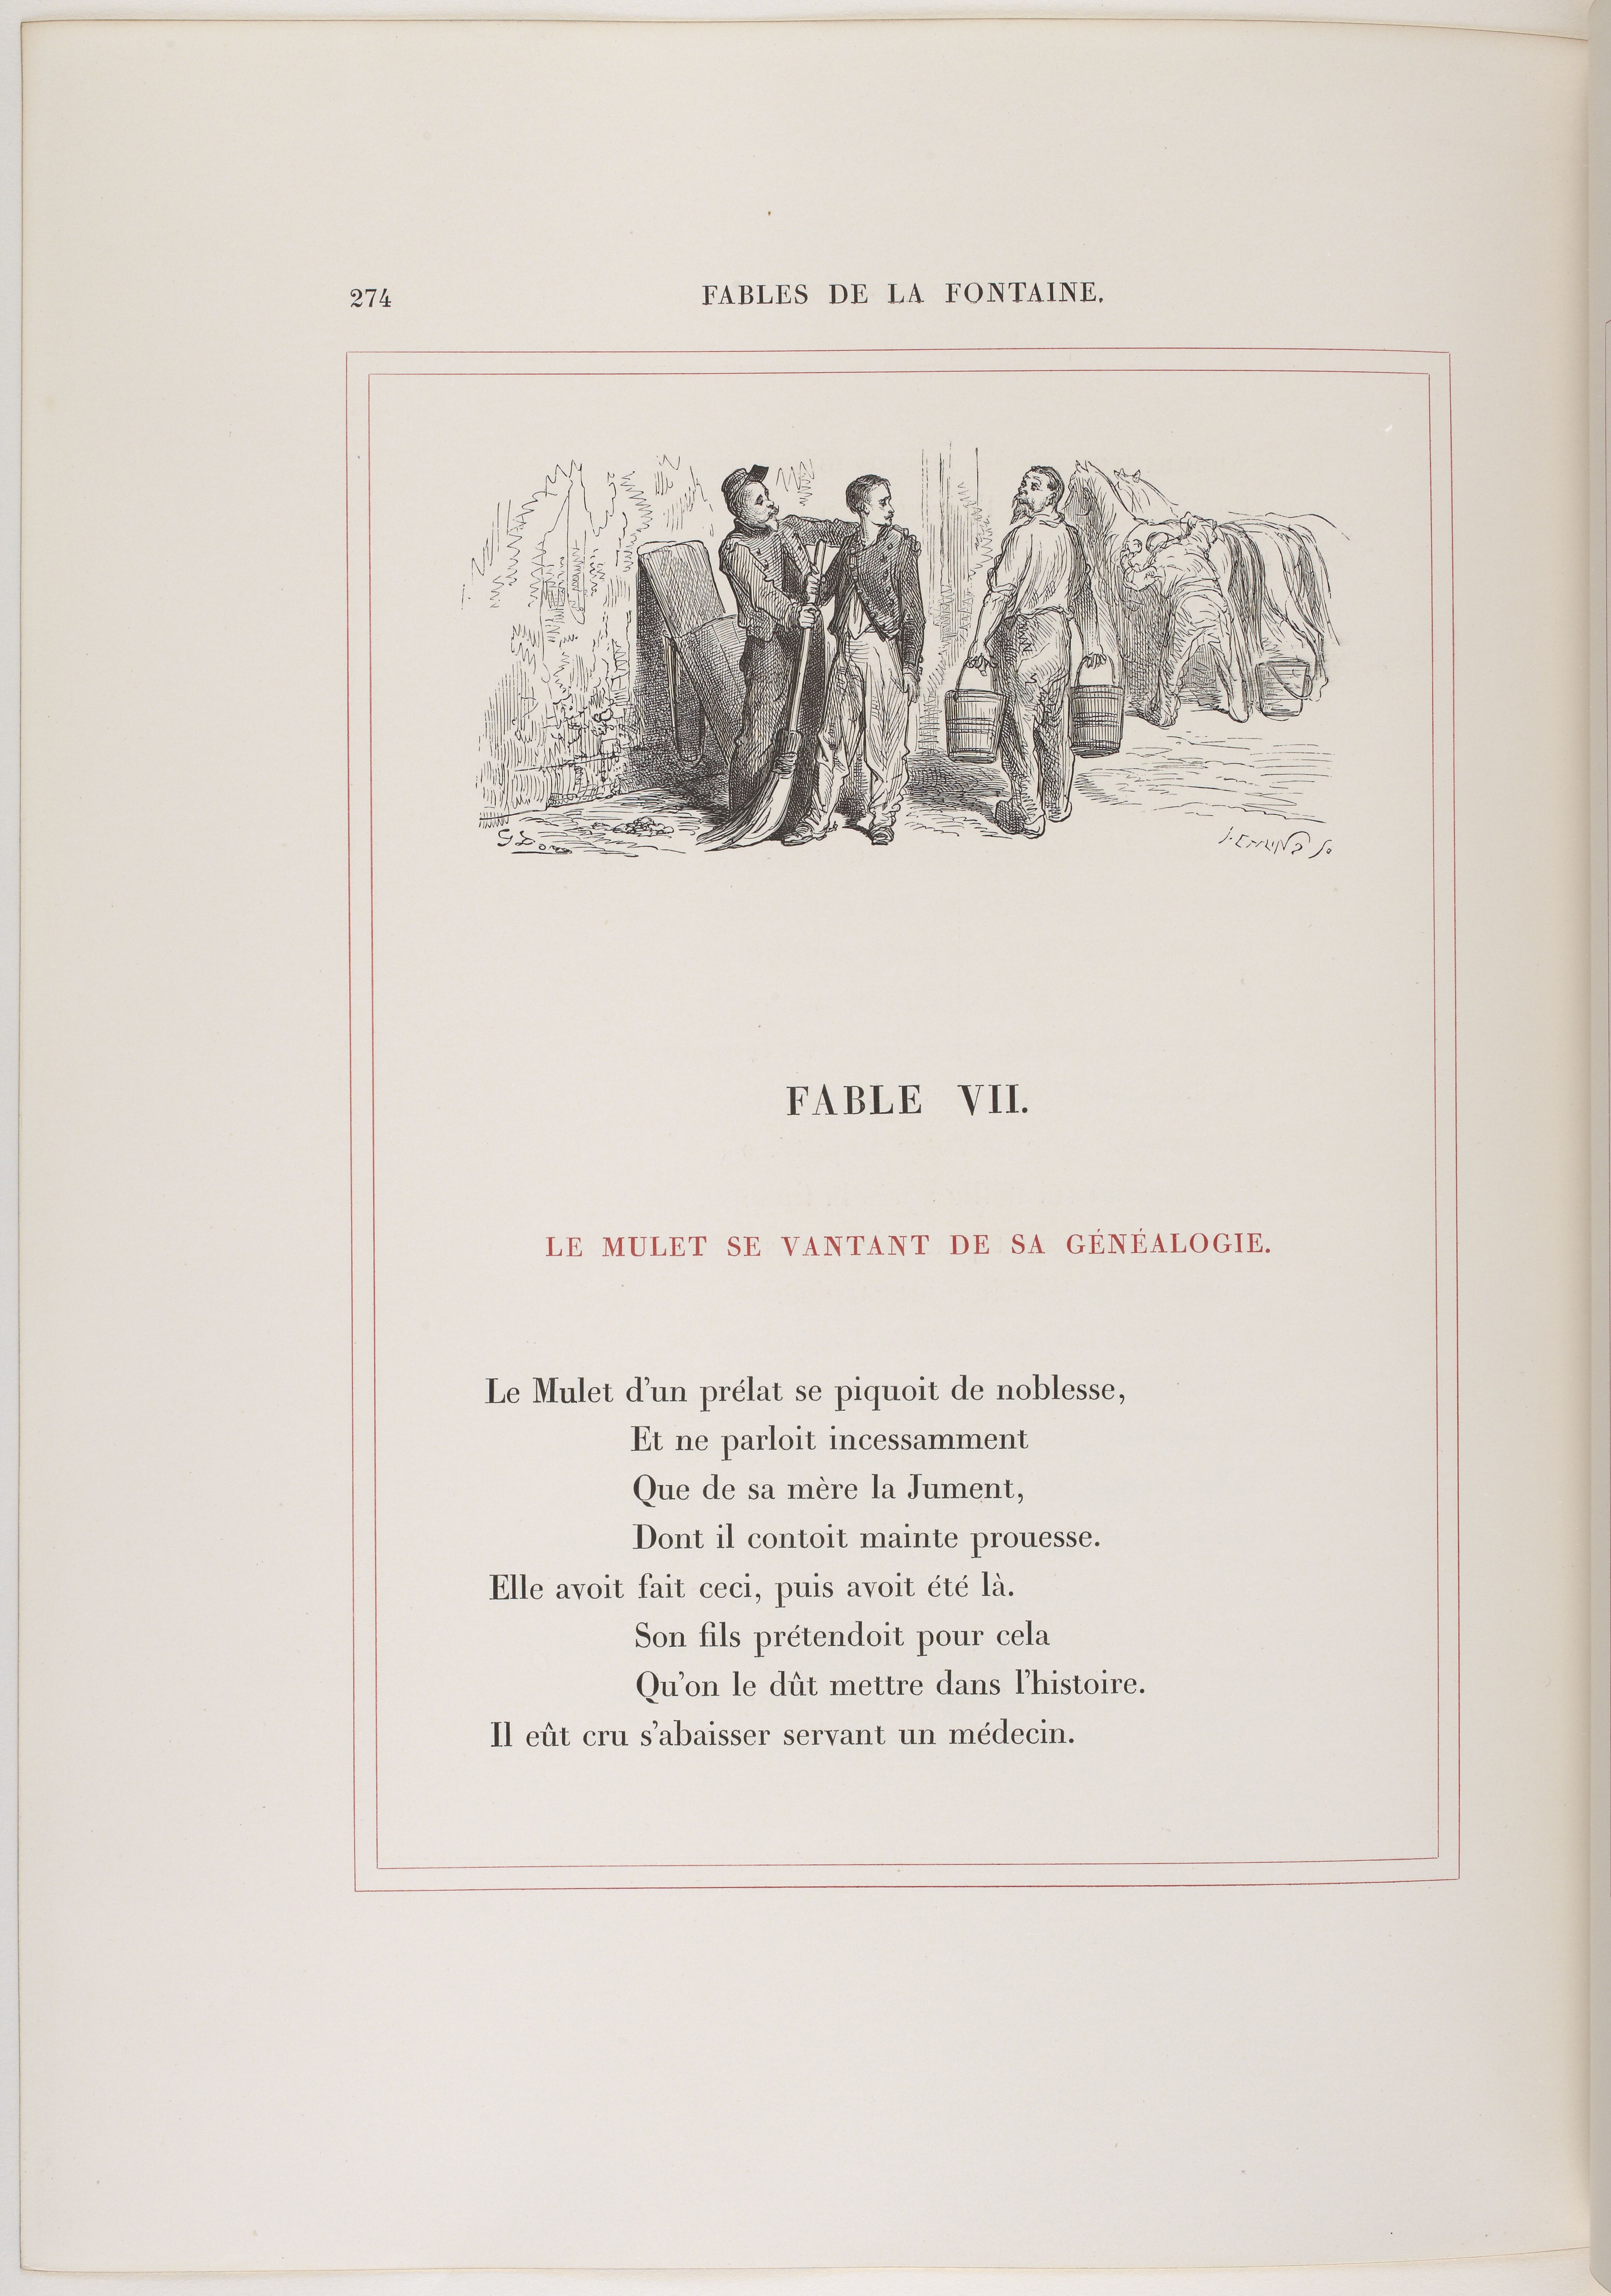 274
FABLES DE LA FONTAINE.
G Doré
FABLE VII.
LE MULET SE VANTANT DE SA GÉNÉALOGIE.
Le Mulet d'un prélat se piquoit de noblesse,
Et ne parloit incessamment
Que de sa mère la Jument,
Dont il contoit mainte prouesse.
Elle avoit fait ceci, puis avoit été là.
Son fils prétendoit pour cela
Qu'on le dût mettre dans l'histoire.
Il eût cru s'abaisser servant un médecin.